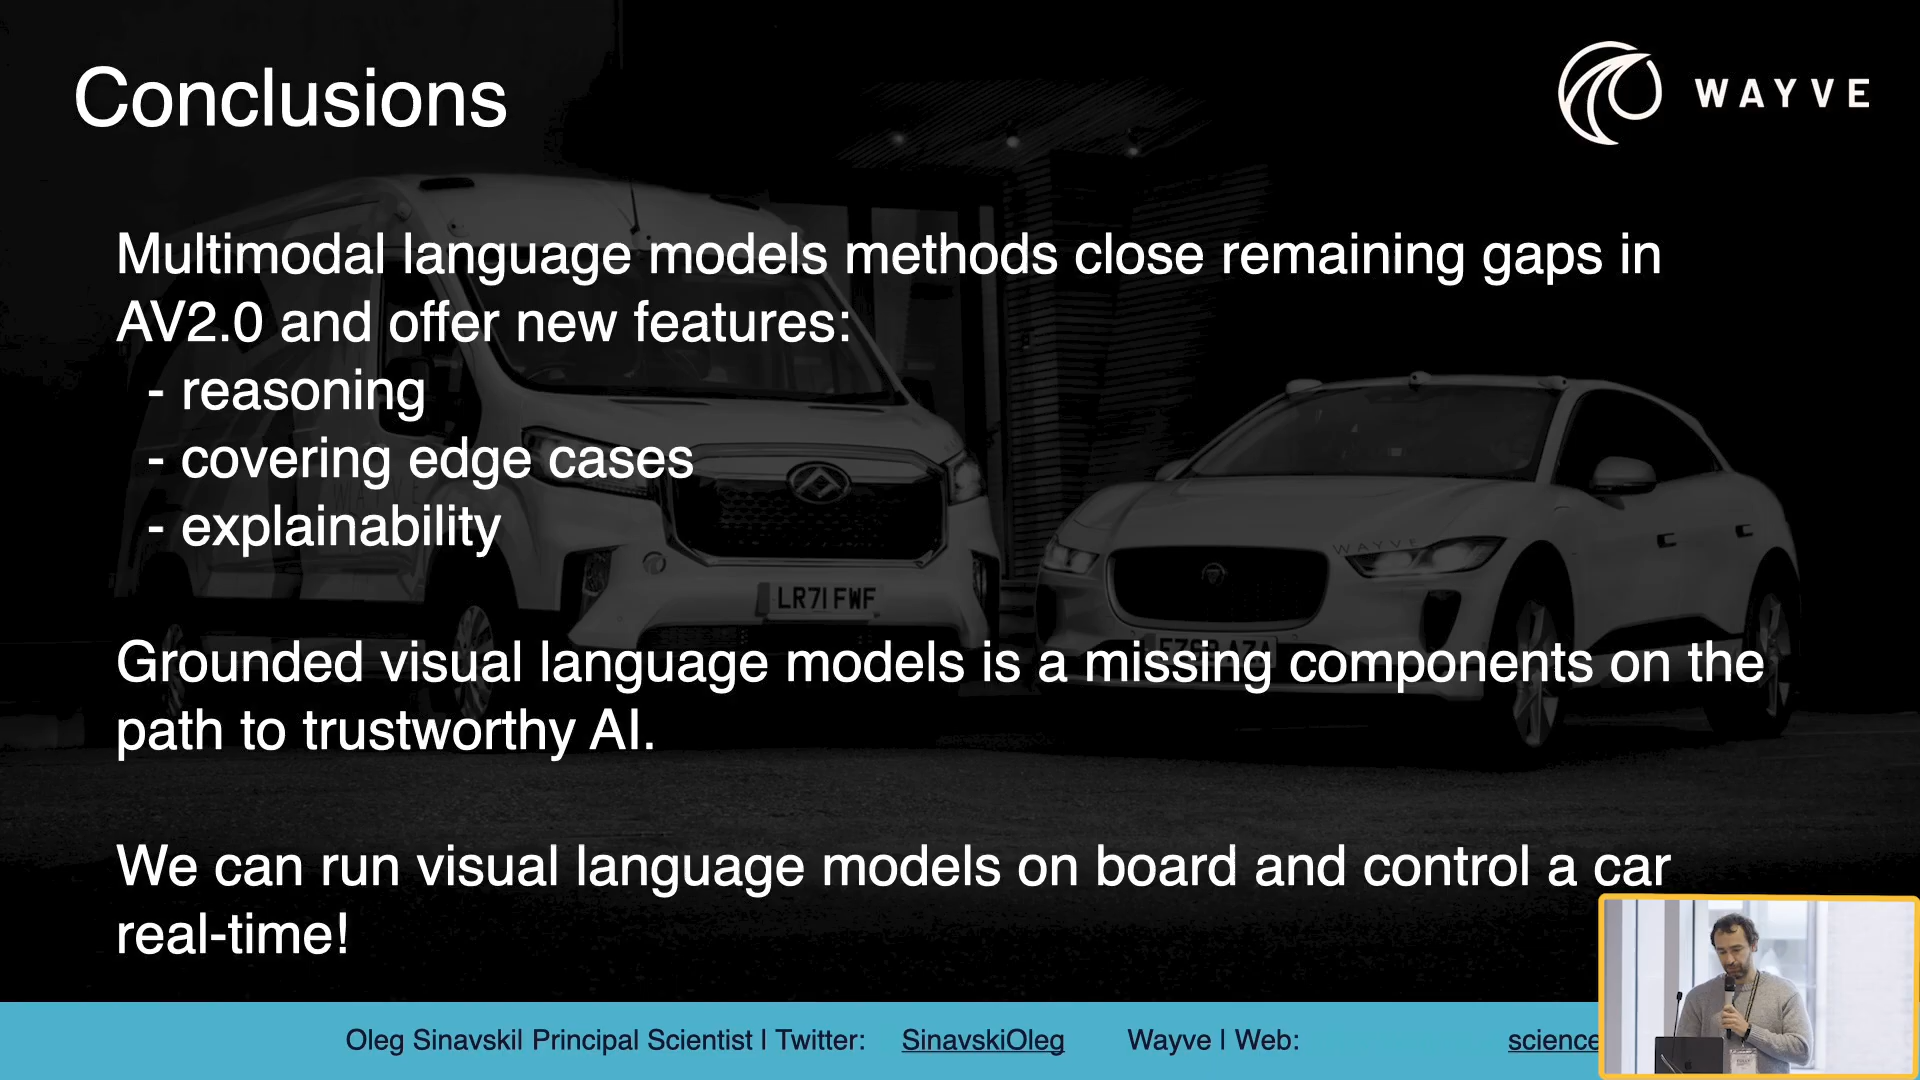 Conclusions
WAYVE
Multimodal language models methods close remaining gaps in
AV2.0 and offer new features:
- reasoning
- covering edge cases
- explainability
WAYVE
LR71 FWF
Grounded visual language models is a missing components on the
path to trustworthy AI.
We can run visual language models on board and control a car
real-time!
Oleg Sinavskil Principal Scientist | Twitter: SinavskiOleg Wayve | Web: science